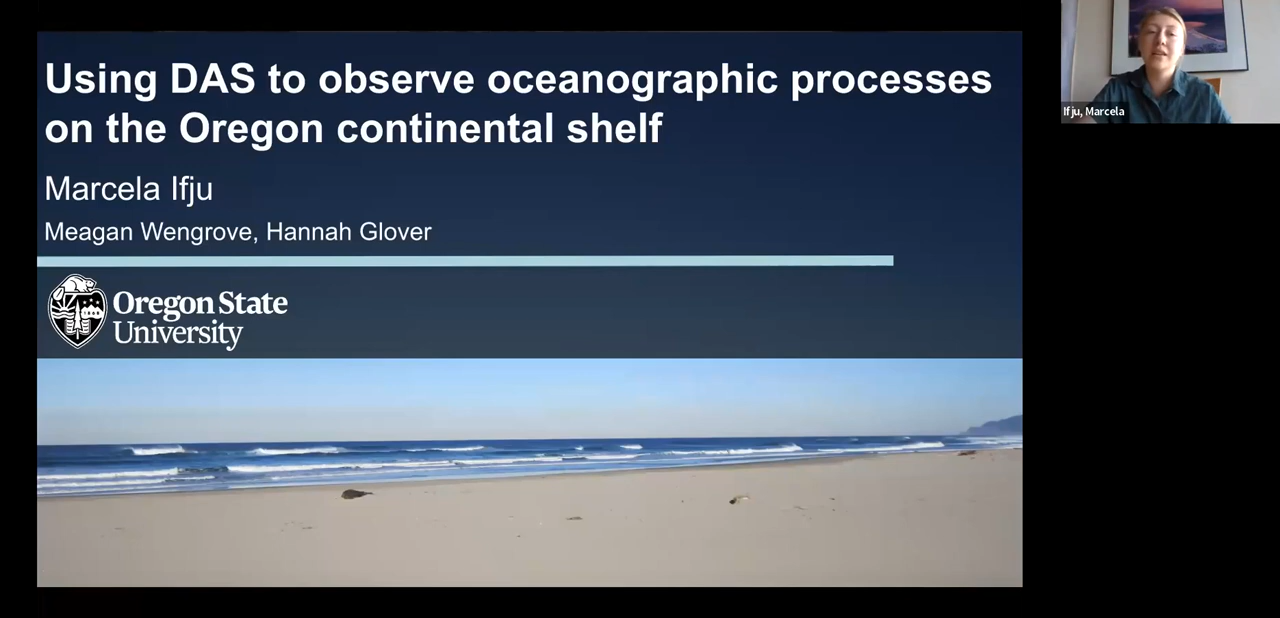 Using DAS to observe oceanographic processes
on the Oregon continental shelf
Marcela Ifju
Meagan Wengrove, Hannah Glover
Oregon State
University
Ifju, Marcela